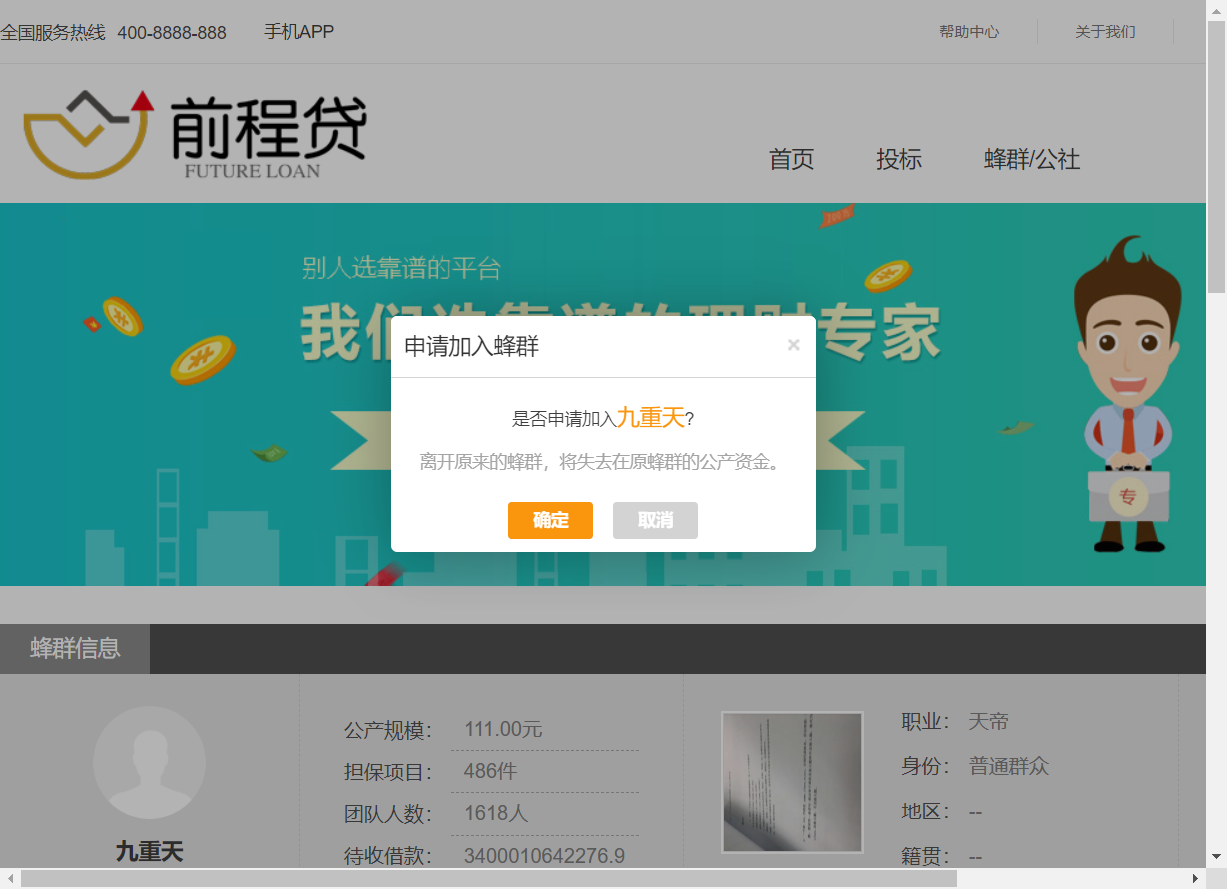 全国服务热线 400-8888-888 手机APP 帮助中心 关于我们
前程贷
FUTURE LOAN
首页 投标 蜂群/公社
别人选靠谱的平台
我们选靠谱的理财专家
申请加入蜂群 ×
是否申请加入九重天?
离开原来的蜂群，将失去在原蜂群的公产资金。
确定 取消
专
蜂群信息
九重天
公产规模： 111.00元
担保项目： 486件
团队人数： 1618人
待收借款： 3400010642276.9
职业： 天帝
身份： 普通群众
地区： --
籍贯： --